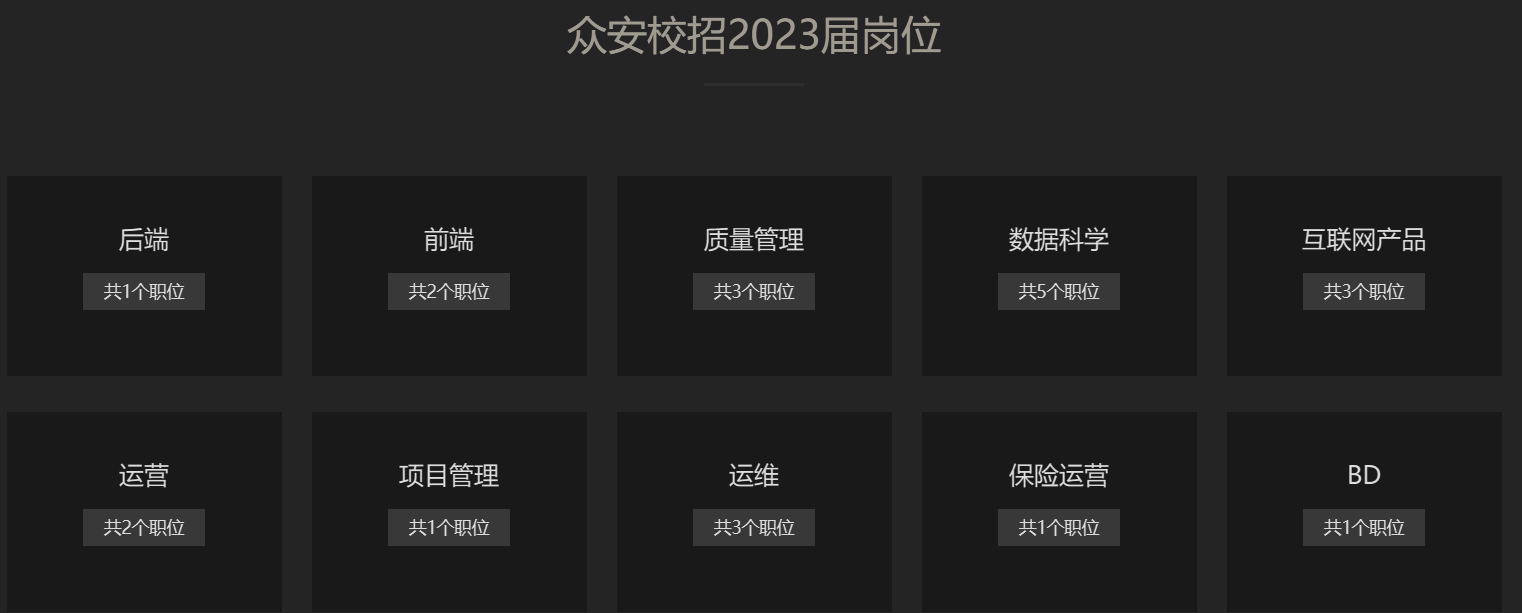 众安校招2023届岗位
后端
共1个职位
前端
共2个职位
质量管理
共3个职位
数据科学
共5个职位
互联网产品
共3个职位
运营
共2个职位
项目管理
共1个职位
运维
共3个职位
保险运营
共1个职位
BD
共1个职位